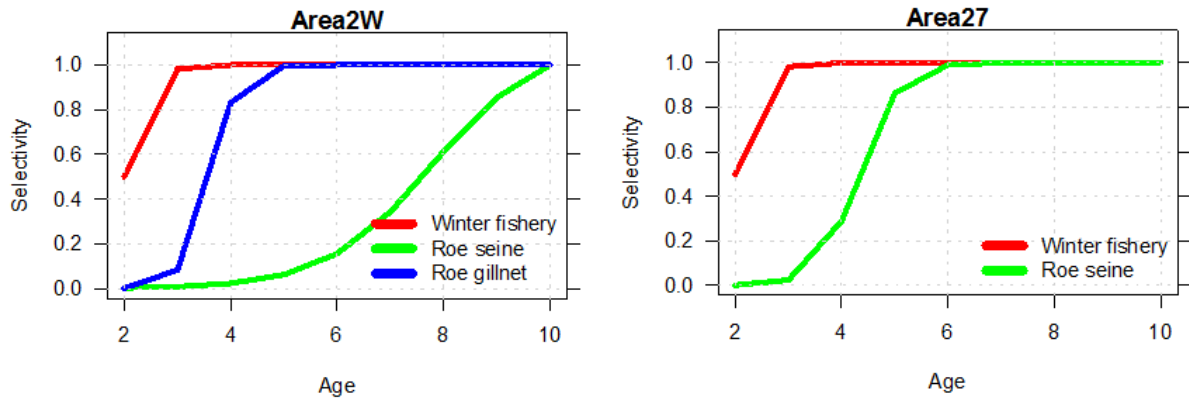 Area2W
Selectivity
1.0
0.8
0.6
0.4
0.2
0.0
Winter fishery
Roe seine
Roe gillnet
2 4 6 8 10
Age
Area27
Selectivity
1.0
0.8
0.6
0.4
0.2
0.0
Winter fishery
Roe seine
2 4 6 8 10
Age